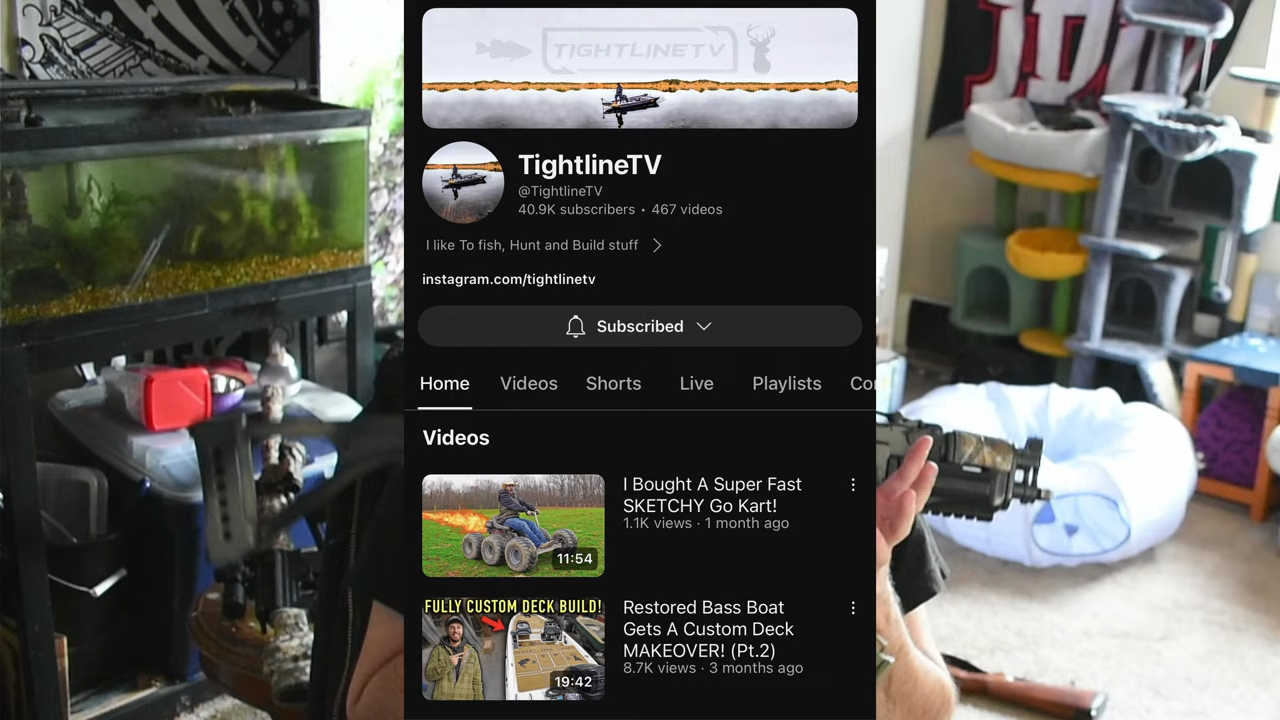 TIGHTLINETV
TightlineTV
@TightlineTV
40.9K subscribers • 467 videos
I like To fish, Hunt and Build stuff
instagram.com/tightlinetv
Subscribed
Home Videos Shorts Live Playlists Co
Videos
I Bought A Super Fast
SKETCHY Go Kart!
1.1K views · 1 month ago
11:54
FULLY CUSTOM DECK BUILD!
Restored Bass Boat
Gets A Custom Deck
MAKEOVER! (Pt.2)
8.7K views · 3 months ago
19:42